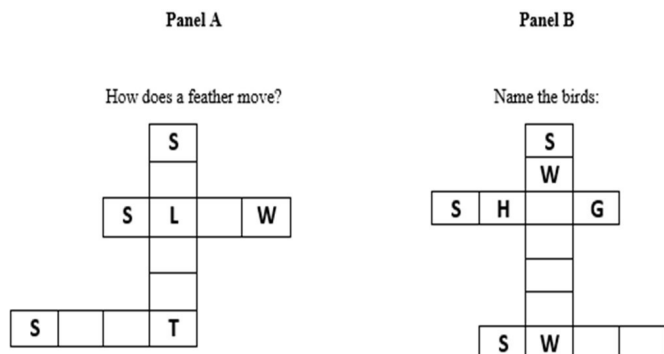 Panel A Panel B
How does a feather move? Name the birds:
S S
W
S L W S H G
S T
S W